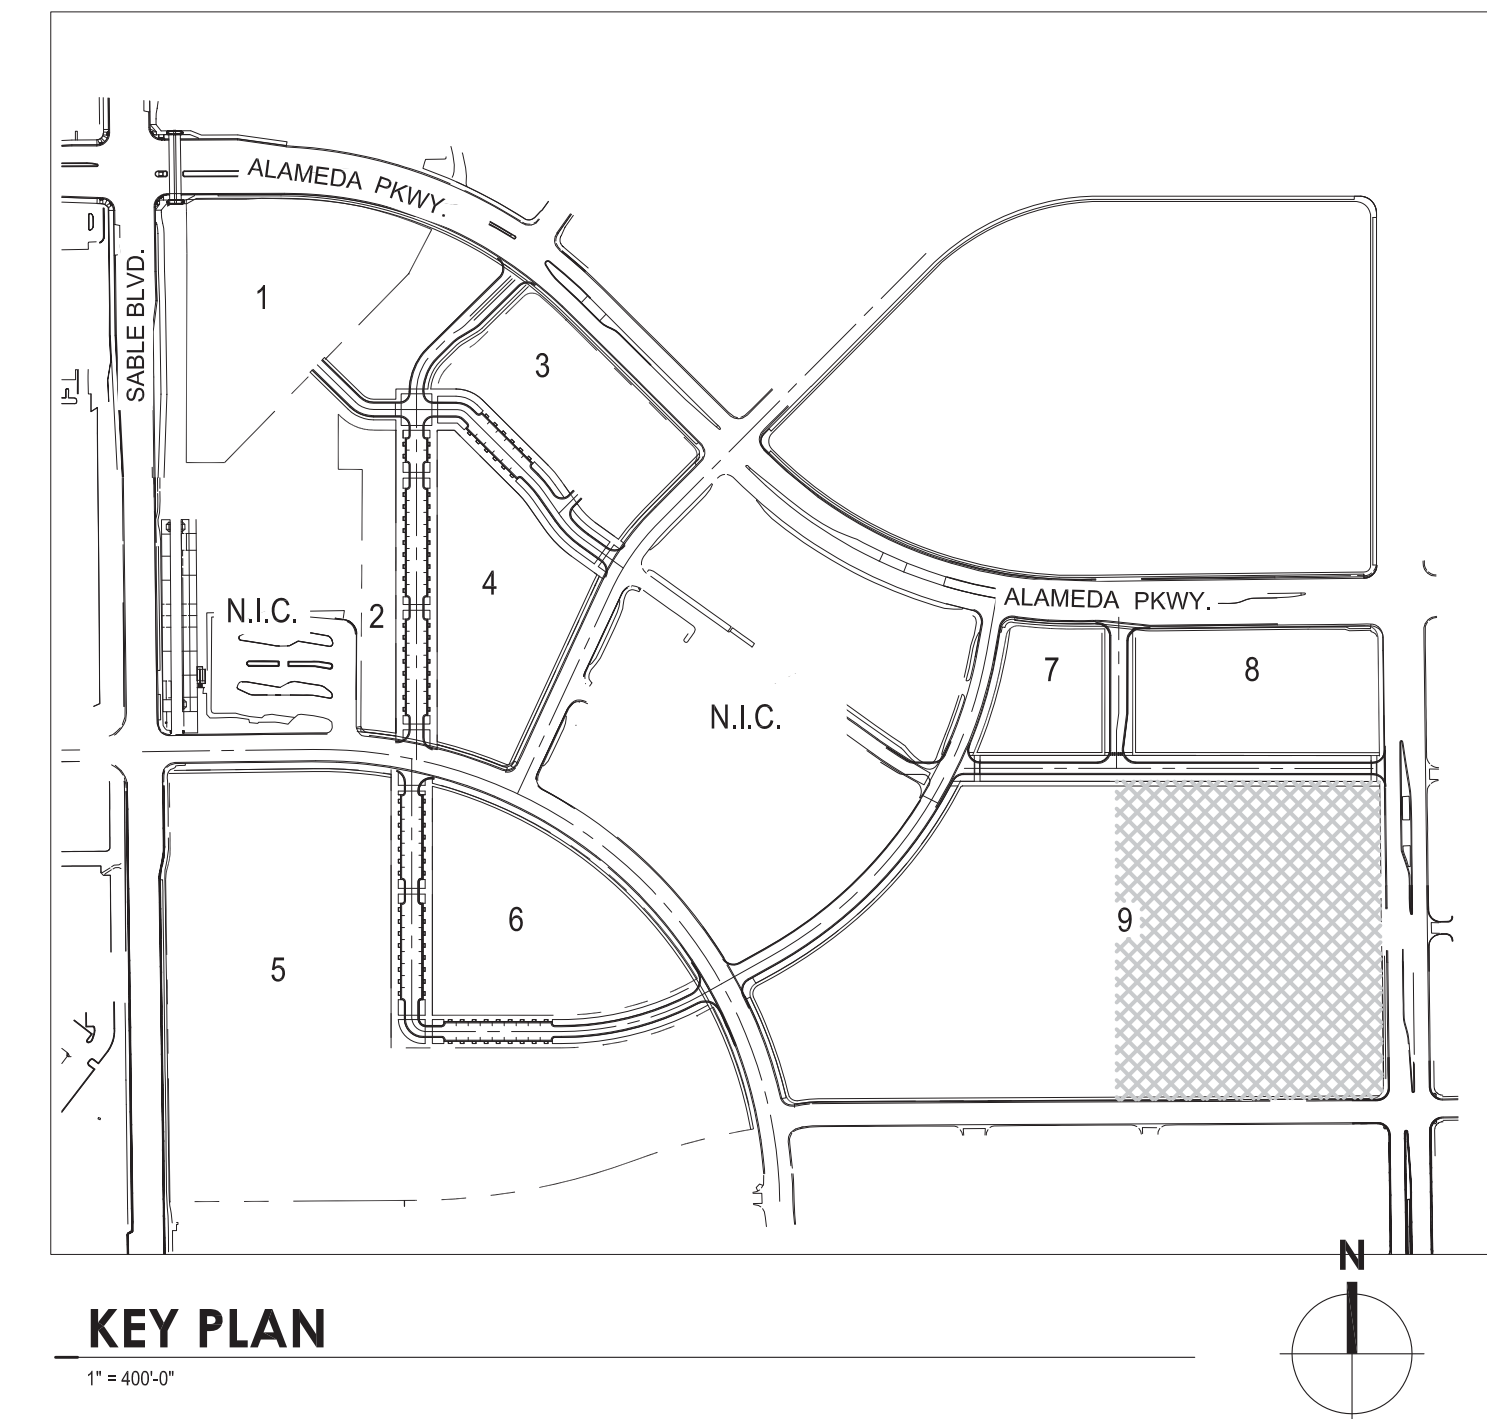 ALAMEDA PKWY.
SABLE BLVD.
1
3
4
N.I.C.
2
ALAMEDA PKWY.
7
8
N.I.C.
6
9
5
N
KEY PLAN
1" = 400'-0"